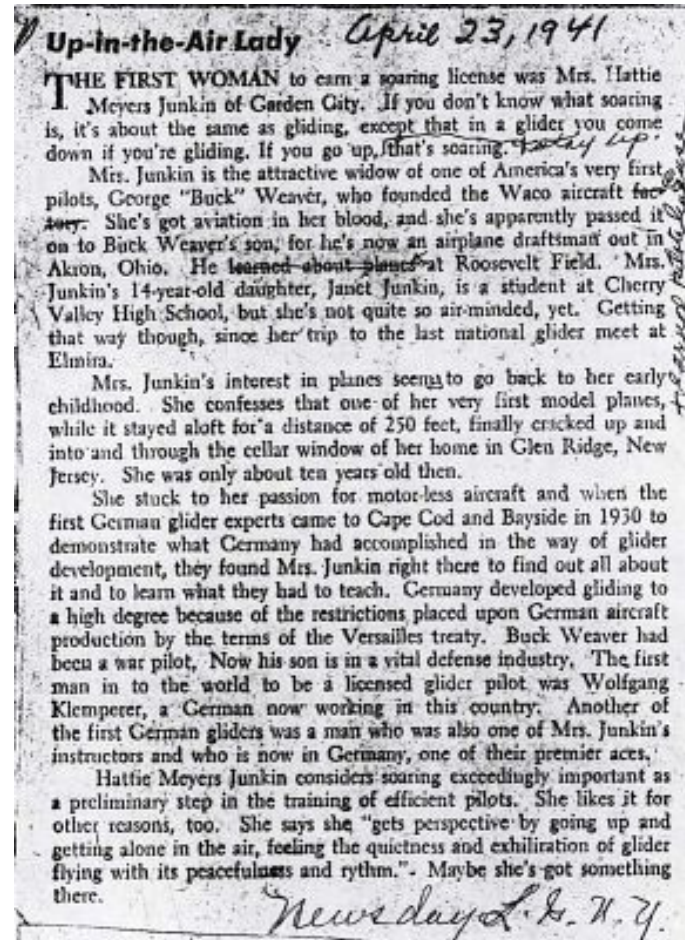 Up-in-the-Air Lady April 23, 1941
THE FIRST WOMAN to earn a soaring license was Mrs. Hattie
Meyers Junkin of Garden City. If you don't know what soaring
is, it's about the same as gliding, except that in a glider you come
down if you're gliding. If you go up, that's soaring. & stay up.
Mrs. Junkin is the attractive widow of one of America's very first
pilots, George "Buck" Weaver, who founded the Waco aircraft fac-
tory. She's got aviation in her blood, and she's apparently passed it
on to Buck Weaver's son, for he's now an airplane draftsman out in
Akron, Ohio. He learned about planes at Roosevelt Field. Mrs.
Junkin's 14-year-old daughter, Janet Junkin, is a student at Cherry
Valley High School, but she's not quite so air-minded, yet. Getting
that way though, since her trip to the last national glider meet at
Elmira.
Mrs. Junkin's interest in planes seems to go back to her early
childhood. She confesses that one of her very first model planes,
while it stayed aloft for a distance of 250 feet, finally cracked up and
into and through the cellar window of her home in Glen Ridge, New
Jersey. She was only about ten years old then.
She stuck to her passion for motor-less aircraft and when the
first German glider experts came to Cape Cod and Bayside in 1930 to
demonstrate what Germany had accomplished in the way of glider
development, they found Mrs. Junkin right there to find out all about
it and to learn what they had to teach. Germany developed gliding to
a high degree because of the restrictions placed upon German aircraft
production by the terms of the Versailles treaty. Buck Weaver had
been a war pilot, Now his son is in a vital defense industry. The first
man in to the world to be a licensed glider pilot was Wolfgang
Klemperer, a German now working in this country. Another of
the first German gliders was a man who was also one of Mrs. Junkin's
instructors and who is now in Germany, one of their premier aces.
Hattie Meyers Junkin considers soaring exceedingly important as
a preliminary step in the training of efficient pilots. She likes it for
other reasons, too. She says she "gets perspective by going up and
getting alone in the air, feeling the quietness and exhiliration of glider
flying with its peacefulness and rythm." Maybe she's got something
there.
Newsday L. I. N. Y.